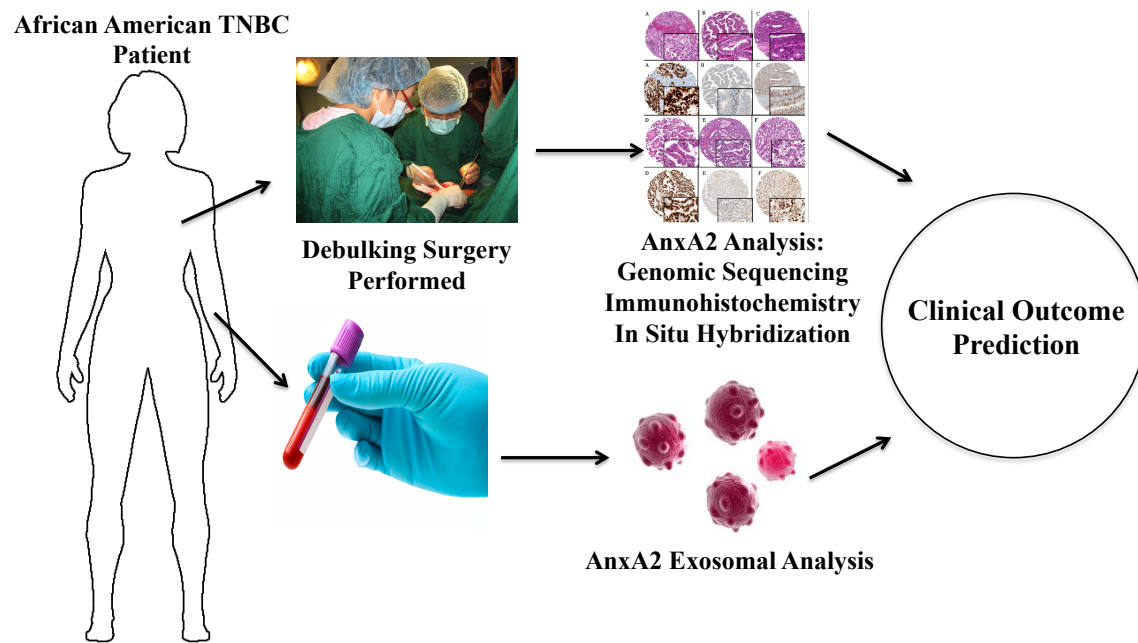 African American TNBC
Patient
Debulking Surgery
Performed
A
B
C
A
B
C
D
E
F
D
E
F
AnxA2 Analysis:
Genomic Sequencing
Immunohistochemistry
In Situ Hybridization
AnxA2 Exosomal Analysis
Clinical Outcome
Prediction